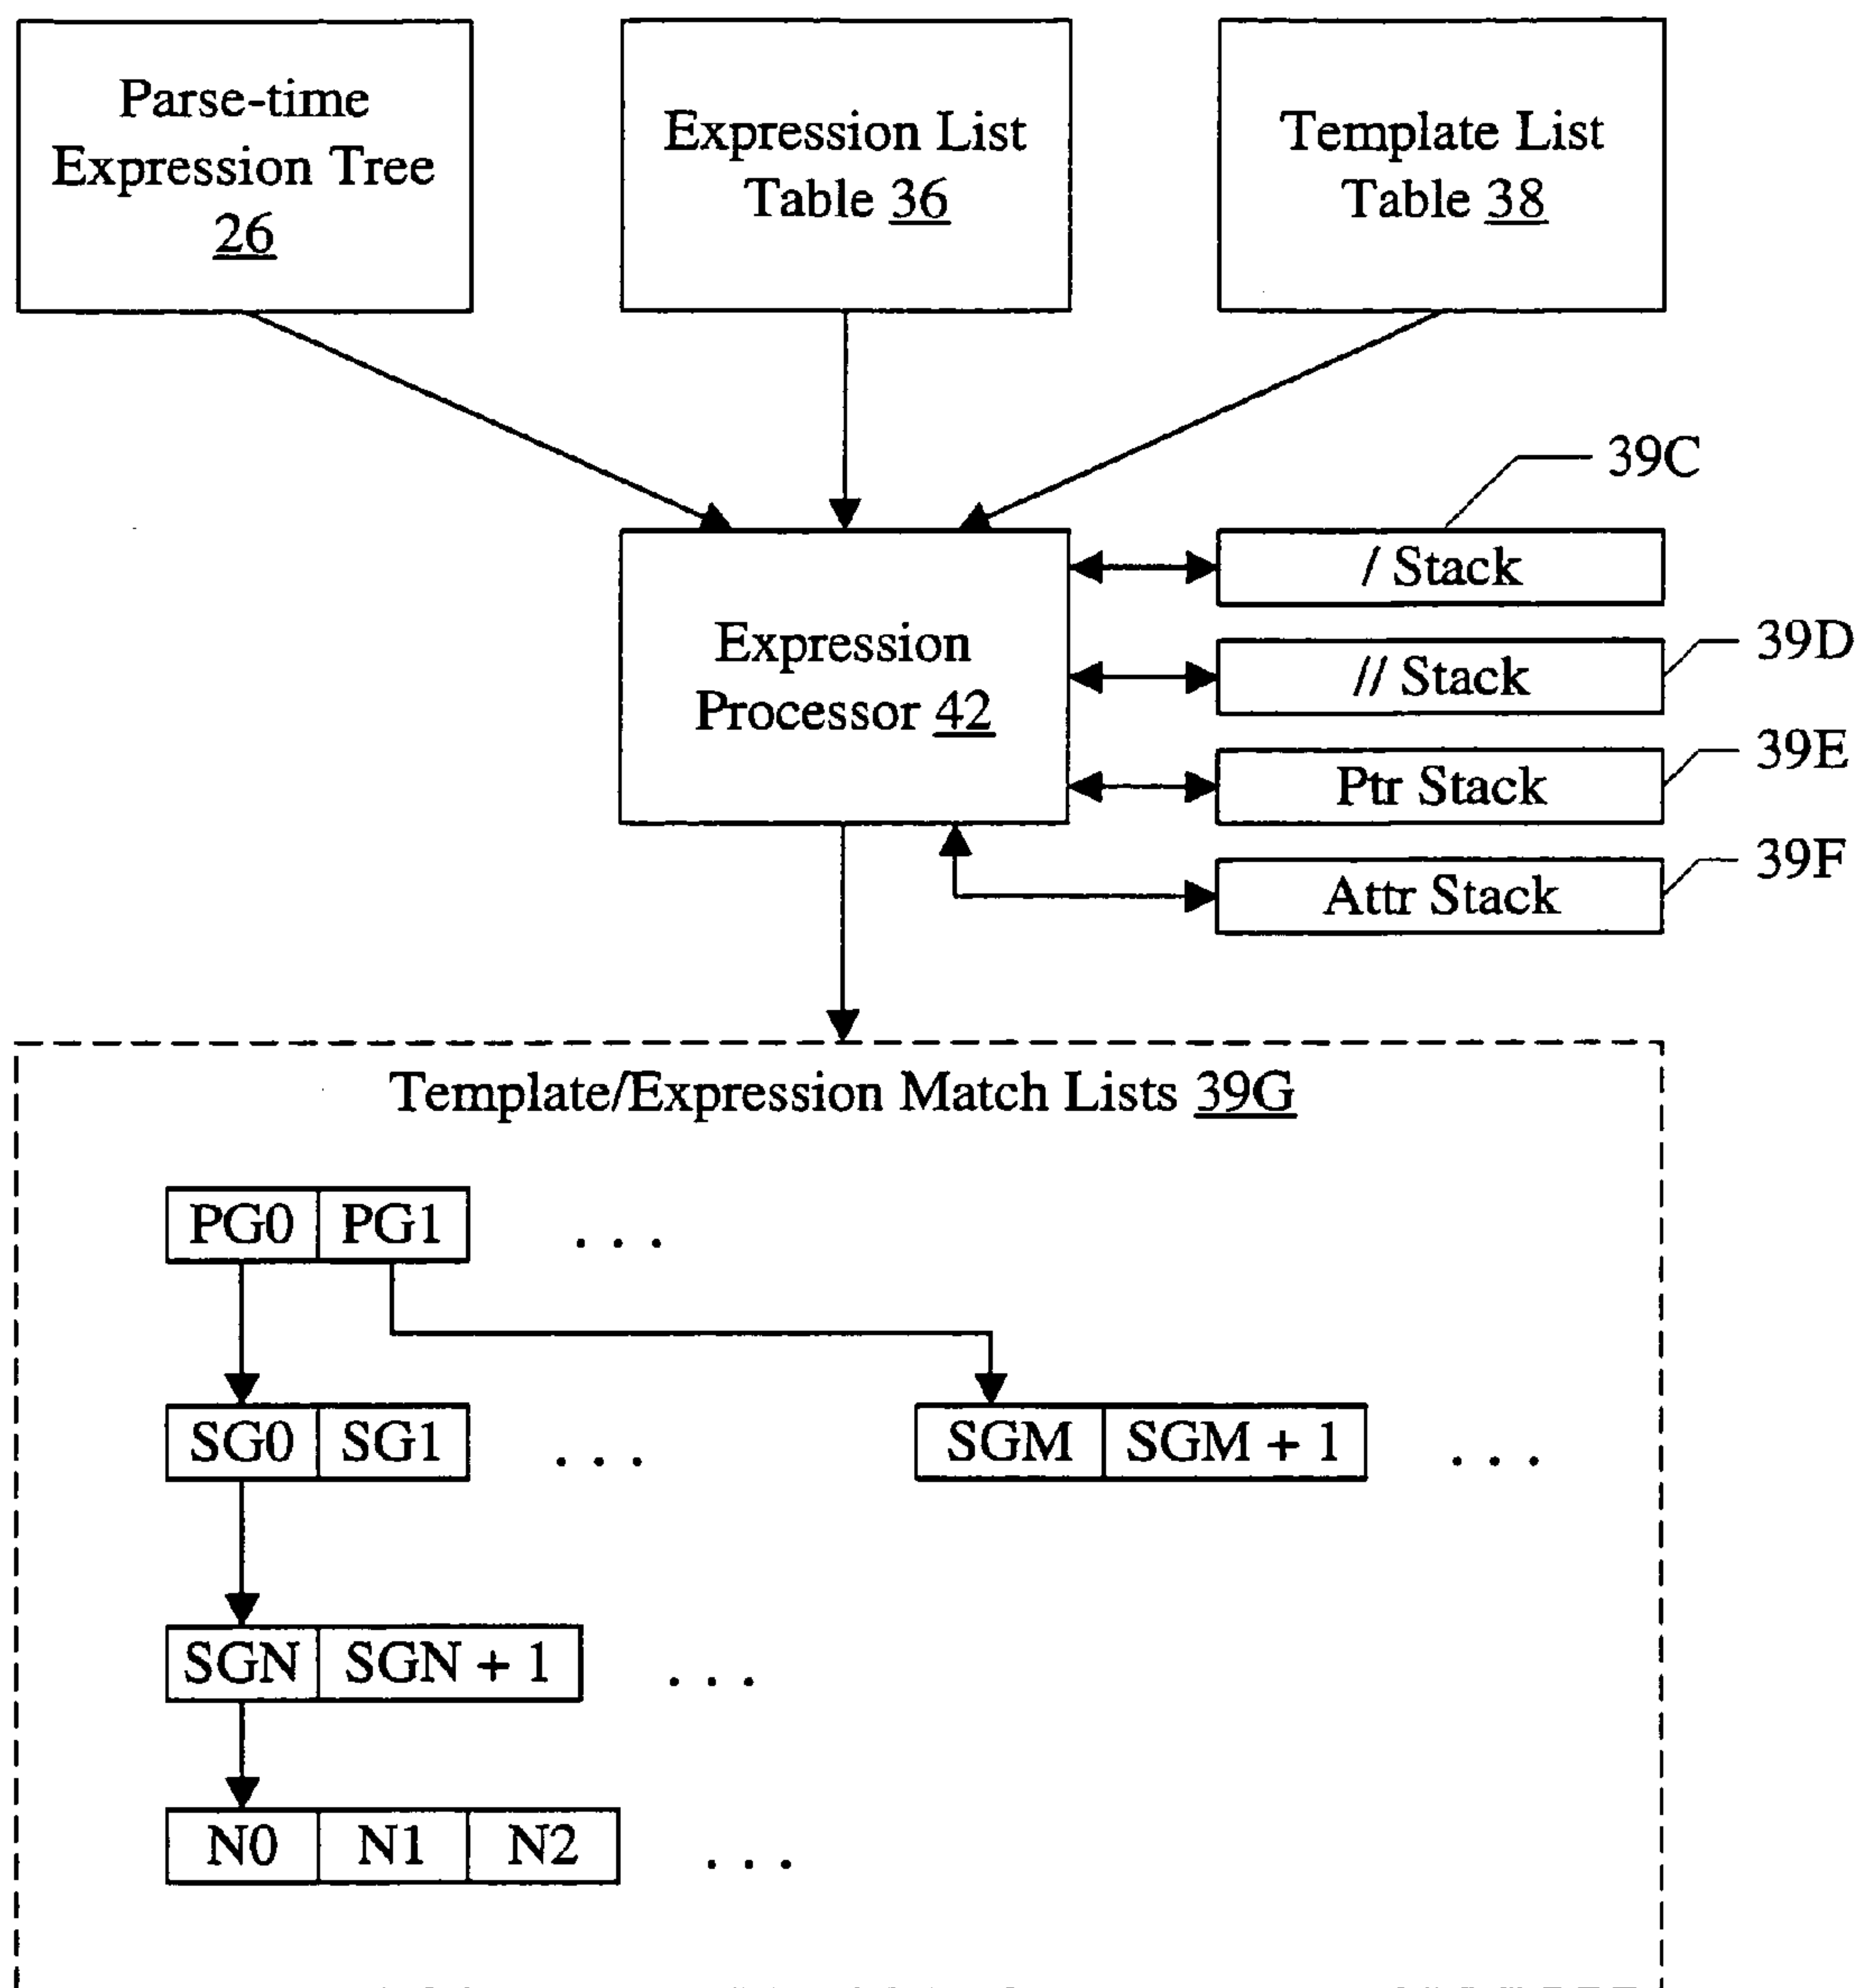 Parse-time
Expression Tree
26
Expression List
Table 36
Template List
Table 38
39C
/ Stack
Expression
Processor 42
39D
// Stack
39E
Ptr Stack
39F
Attr Stack
Template/Expression Match Lists 39G
PG0 PG1 . . .
SG0 SG1 . . . SGM SGM + 1 . . .
SGN SGN + 1 . . .
N0 N1 N2 . . .